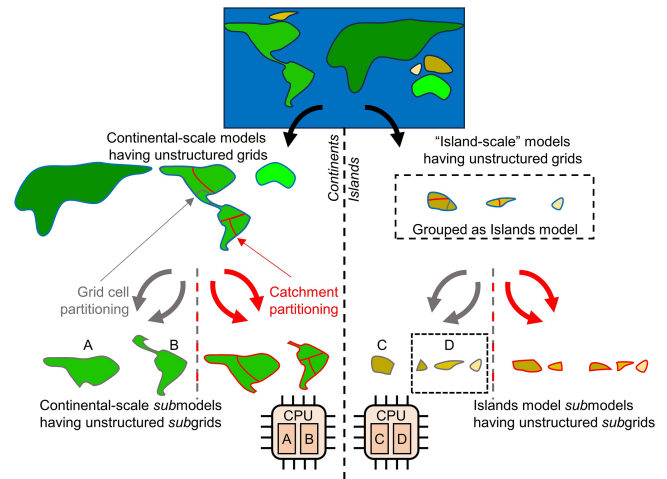 Continental-scale models
having unstructured grids
Continents
Islands
“Island-scale” models
having unstructured grids
Grouped as Islands model
Grid cell
partitioning
Catchment
partitioning
A
B
C
D
Continental-scale submodels
having unstructured subgrids
Islands model submodels
having unstructured subgrids
CPU
A B
CPU
C D